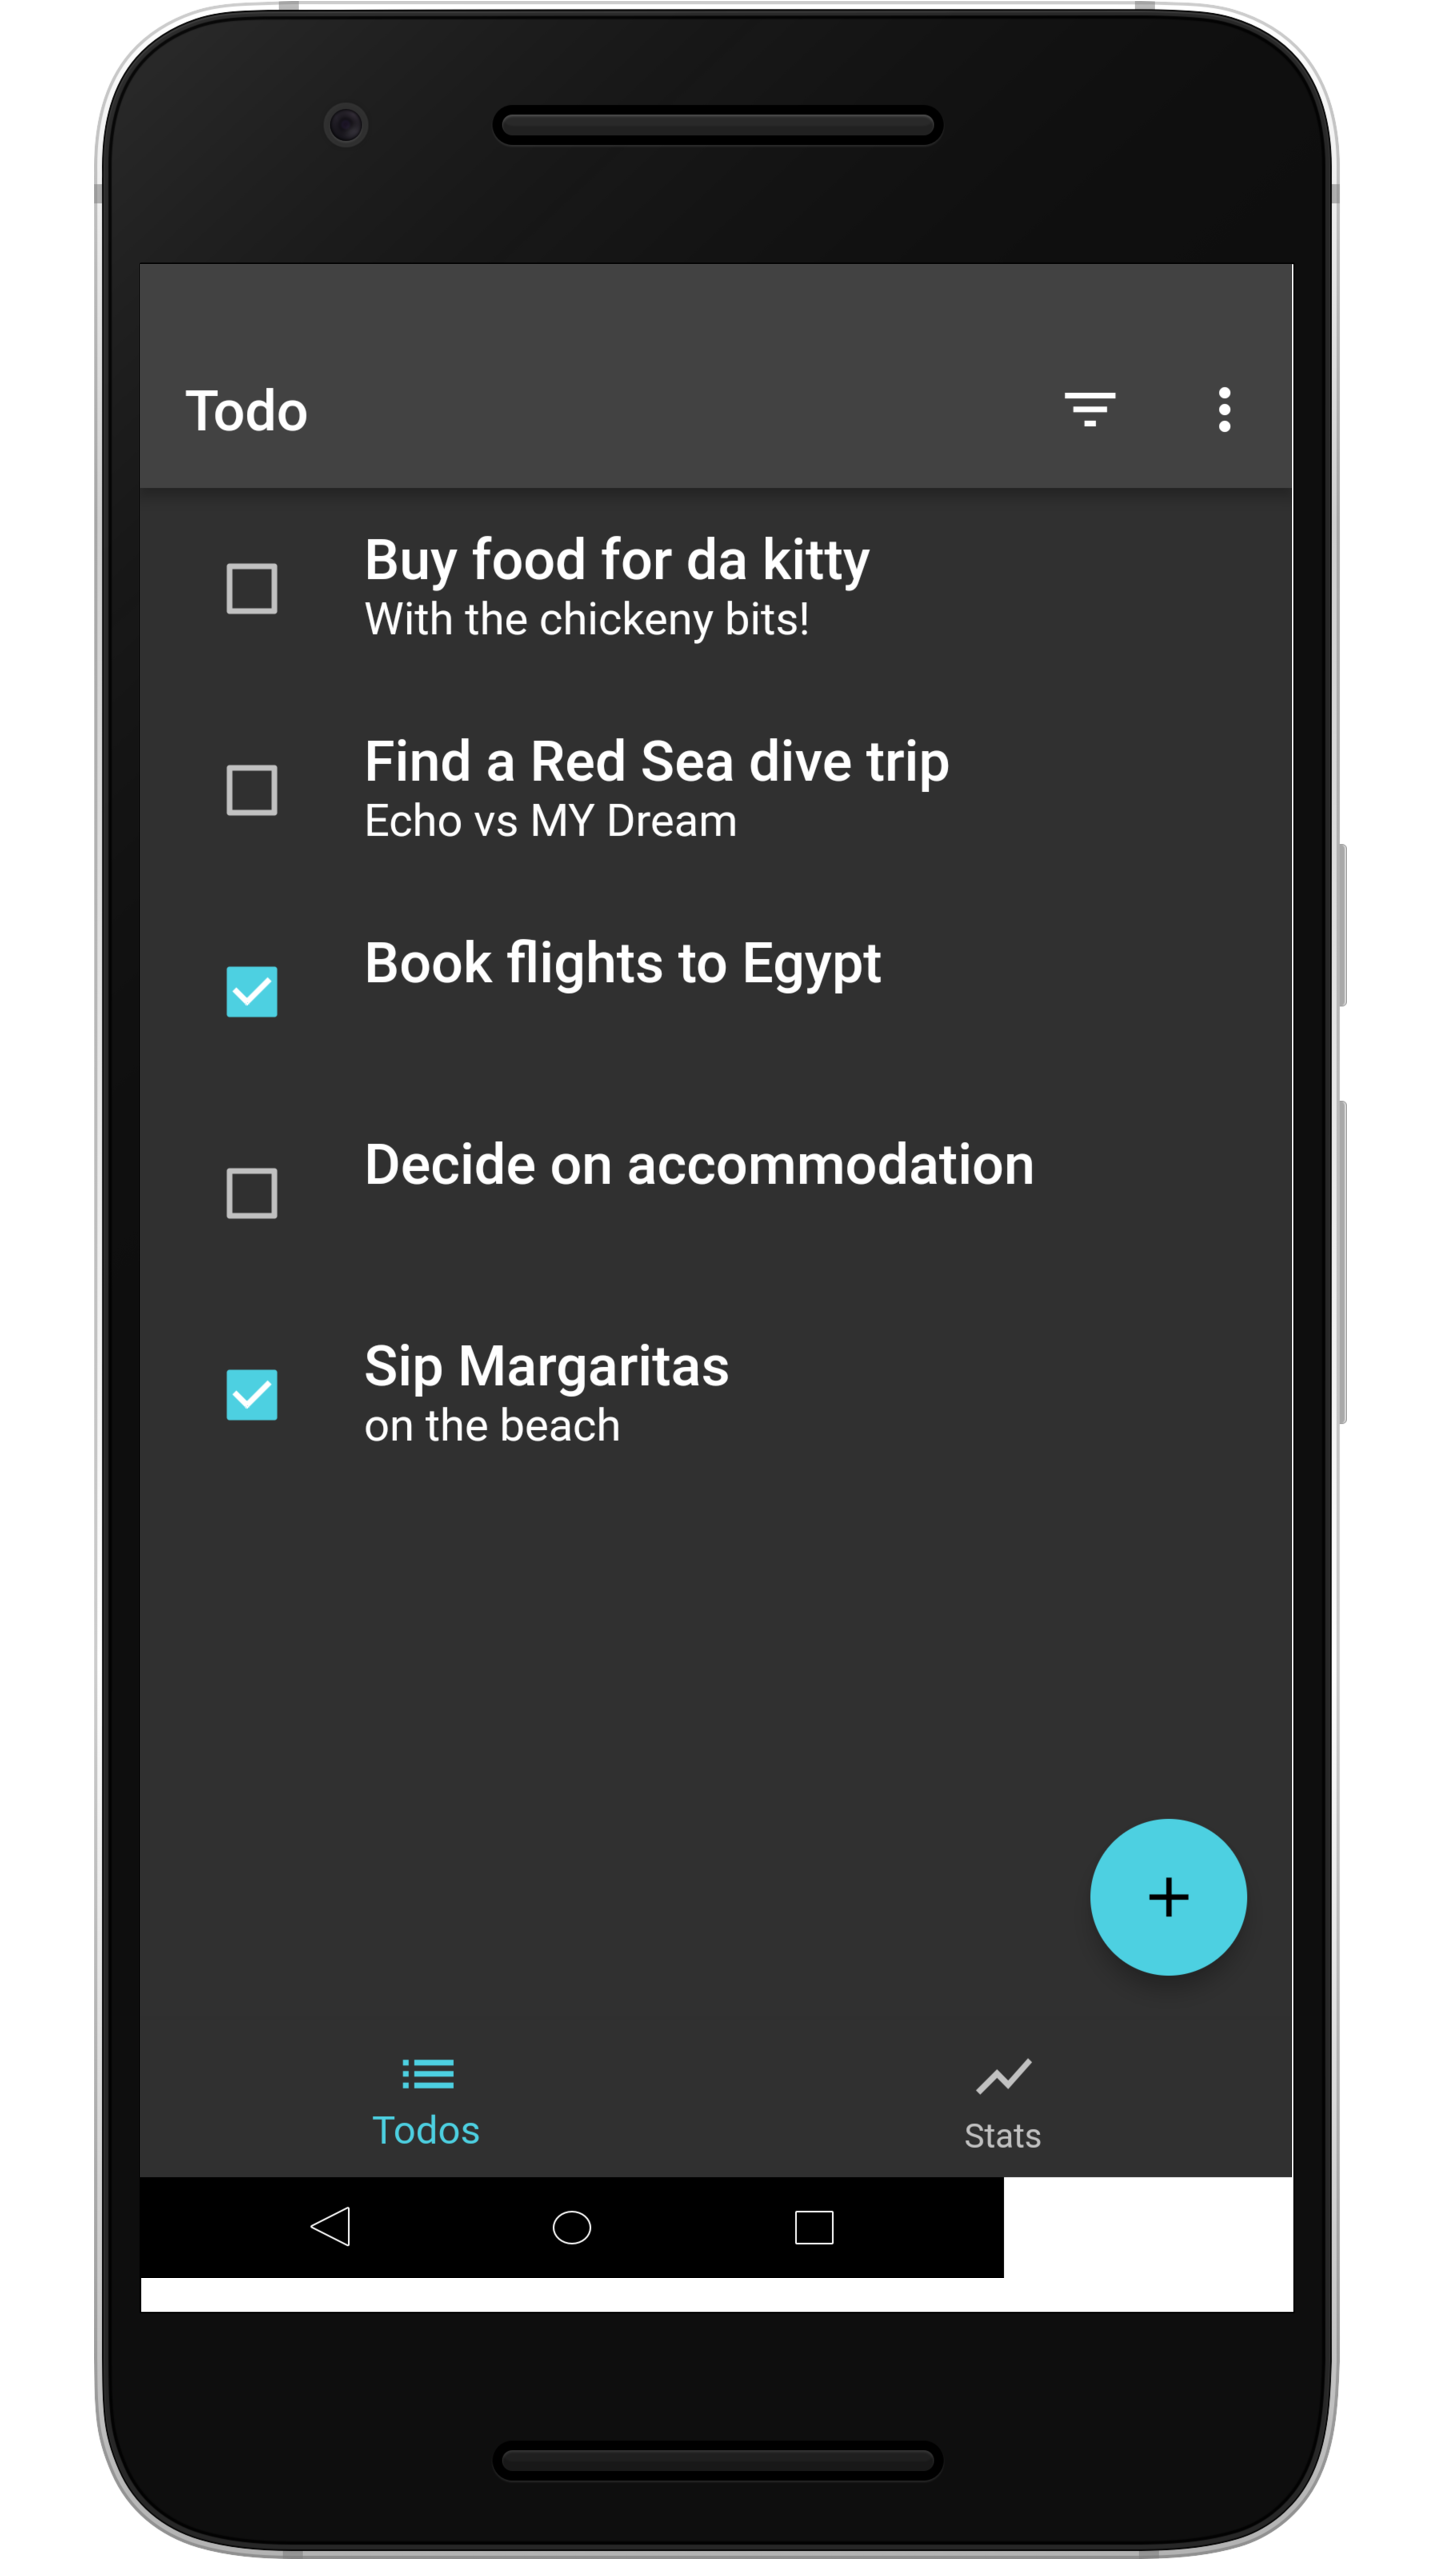 Todo
Buy food for da kitty
With the chickeny bits!
Find a Red Sea dive trip
Echo vs MY Dream
Book flights to Egypt
Decide on accommodation
Sip Margaritas
on the beach
Todos
Stats